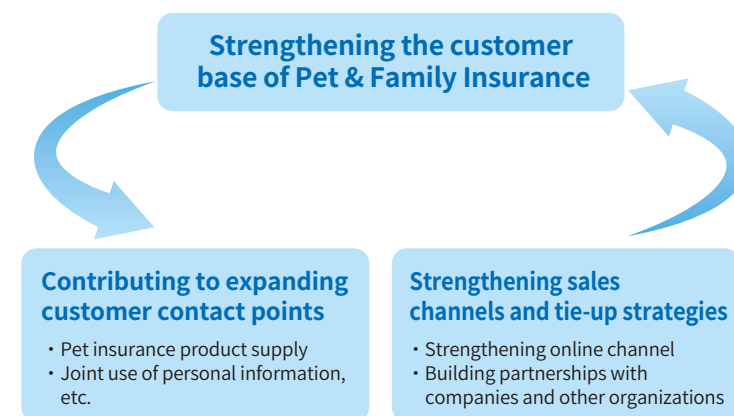 Strengthening the customer
base of Pet & Family Insurance
Contributing to expanding
customer contact points
・Pet insurance product supply
・Joint use of personal information,
etc.
Strengthening sales
channels and tie-up strategies
・Strengthening online channel
・Building partnerships with
companies and other organizations